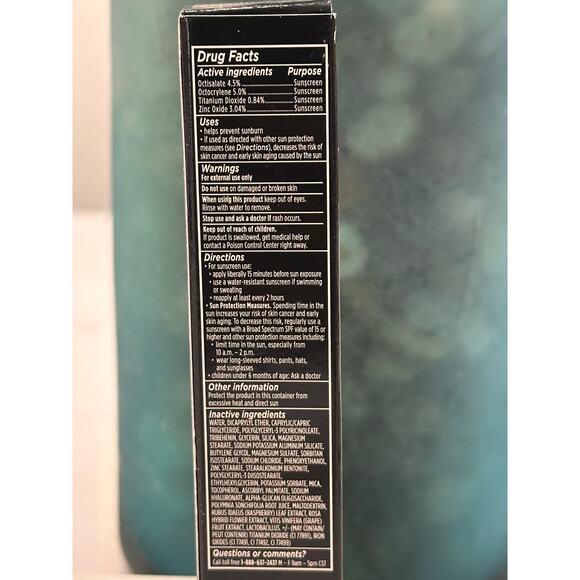 Drug Facts
Active ingredients Purpose
Octisalate 4.5% Sunscreen
Octocrylene 5.0% Sunscreen
Titanium Dioxide 0.84% Sunscreen
Zinc Oxide 3.04% Sunscreen
Uses
• helps prevent sunburn
• if used as directed with other sun protection
measures (see Directions), decreases the risk of
skin cancer and early skin aging caused by the sun
Warnings
For external use only
Do not use on damaged or broken skin
When using this product keep out of eyes.
Rinse with water to remove.
Stop use and ask a doctor if rash occurs.
Keep out of reach of children.
If product is swallowed, get medical help or
contact a Poison Control Center right away.
Directions
• For sunscreen use:
• apply liberally 15 minutes before sun exposure
• use a water-resistant sunscreen if swimming
or sweating
• reapply at least every 2 hours
• Sun Protection Measures. Spending time in the
sun increases your risk of skin cancer and early
skin aging. To decrease this risk, regularly use a
sunscreen with a Broad Spectrum SPF value of 15 or
higher and other sun protection measures including:
• limit time in the sun, especially from
10 a.m. – 2 p.m.
• wear long-sleeved shirts, pants, hats,
and sunglasses
• children under 6 months of age: Ask a doctor
Other information
Protect the product in this container from
excessive heat and direct sun
Inactive ingredients
WATER, DICAPRYLYL ETHER, CAPRYLIC/CAPRIC
TRIGLYCERIDE, POLYGLYCERYL-3 POLYRICINOLEATE,
TRIBEHENIN, GLYCERIN, SILICA, MAGNESIUM
STEARATE, SODIUM POTASSIUM ALUMINUM SILICATE,
BUTYLENE GLYCOL, MAGNESIUM SULFATE, SORBITAN
ISOSTEARATE, SODIUM CHLORIDE, PHENOXYETHANOL,
ZINC STEARATE, STEARALKONIUM BENTONITE,
POLYGLYCERYL-3 DIISOSTEARATE,
ETHYLHEXYLGLYCERIN, POTASSIUM SORBATE, MICA,
TOCOPHEROL, ASCORBYL PALMITATE, SODIUM
HYALURONATE, ALPHA-GLUCAN OLIGOSACCHARIDE,
POLYMNIA SONCHIFOLIA ROOT JUICE, MALTODEXTRIN,
RUBUS IDAEUS (RASPBERRY) LEAF EXTRACT, ROSA
HYBRID FLOWER EXTRACT, VITIS VINIFERA (GRAPE)
FRUIT EXTRACT, LACTOBACILLUS. +/- (MAY CONTAIN/
PEUT CONTENIR) TITANIUM DIOXIDE (CI 77891), IRON
OXIDES (CI 77491, CI 77492, CI 77499)
Questions or comments?
Call toll free 1-888-637-2437 M – F 9am – 5pm CST